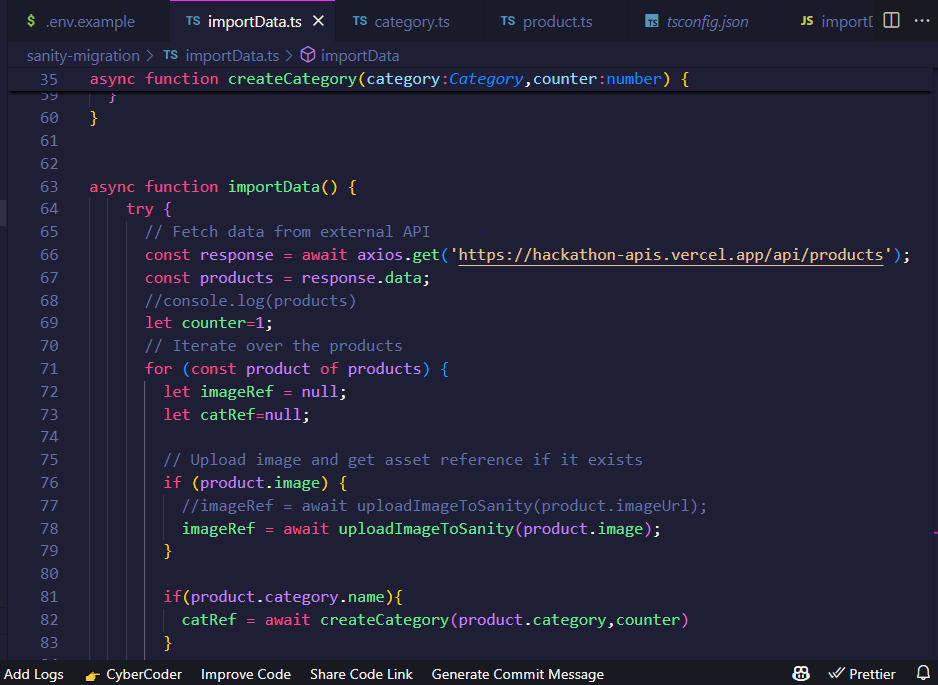 $ .env.example TS importData.ts × TS category.ts TS product.ts TS tsconfig.json JS import ···
sanity-migration > TS importData.ts > importData
35 async function createCategory(category:Category,counter:number) {
59 }
60 }
61
62
63 async function importData() {
64 try {
65 // Fetch data from external API
66 const response = await axios.get('https://hackathon-apis.vercel.app/api/products');
67 const products = response.data;
68 //console.log(products)
69 let counter=1;
70 // Iterate over the products
71 for (const product of products) {
72 let imageRef = null;
73 let catRef=null;
74
75 // Upload image and get asset reference if it exists
76 if (product.image) {
77 //imageRef = await uploadImageToSanity(product.imageUrl);
78 imageRef = await uploadImageToSanity(product.image);
79 }
80
81 if(product.category.name){
82 catRef = await createCategory(product.category,counter)
83 }
Add Logs 👉 CyberCoder Improve Code Share Code Link Generate Commit Message Prettier